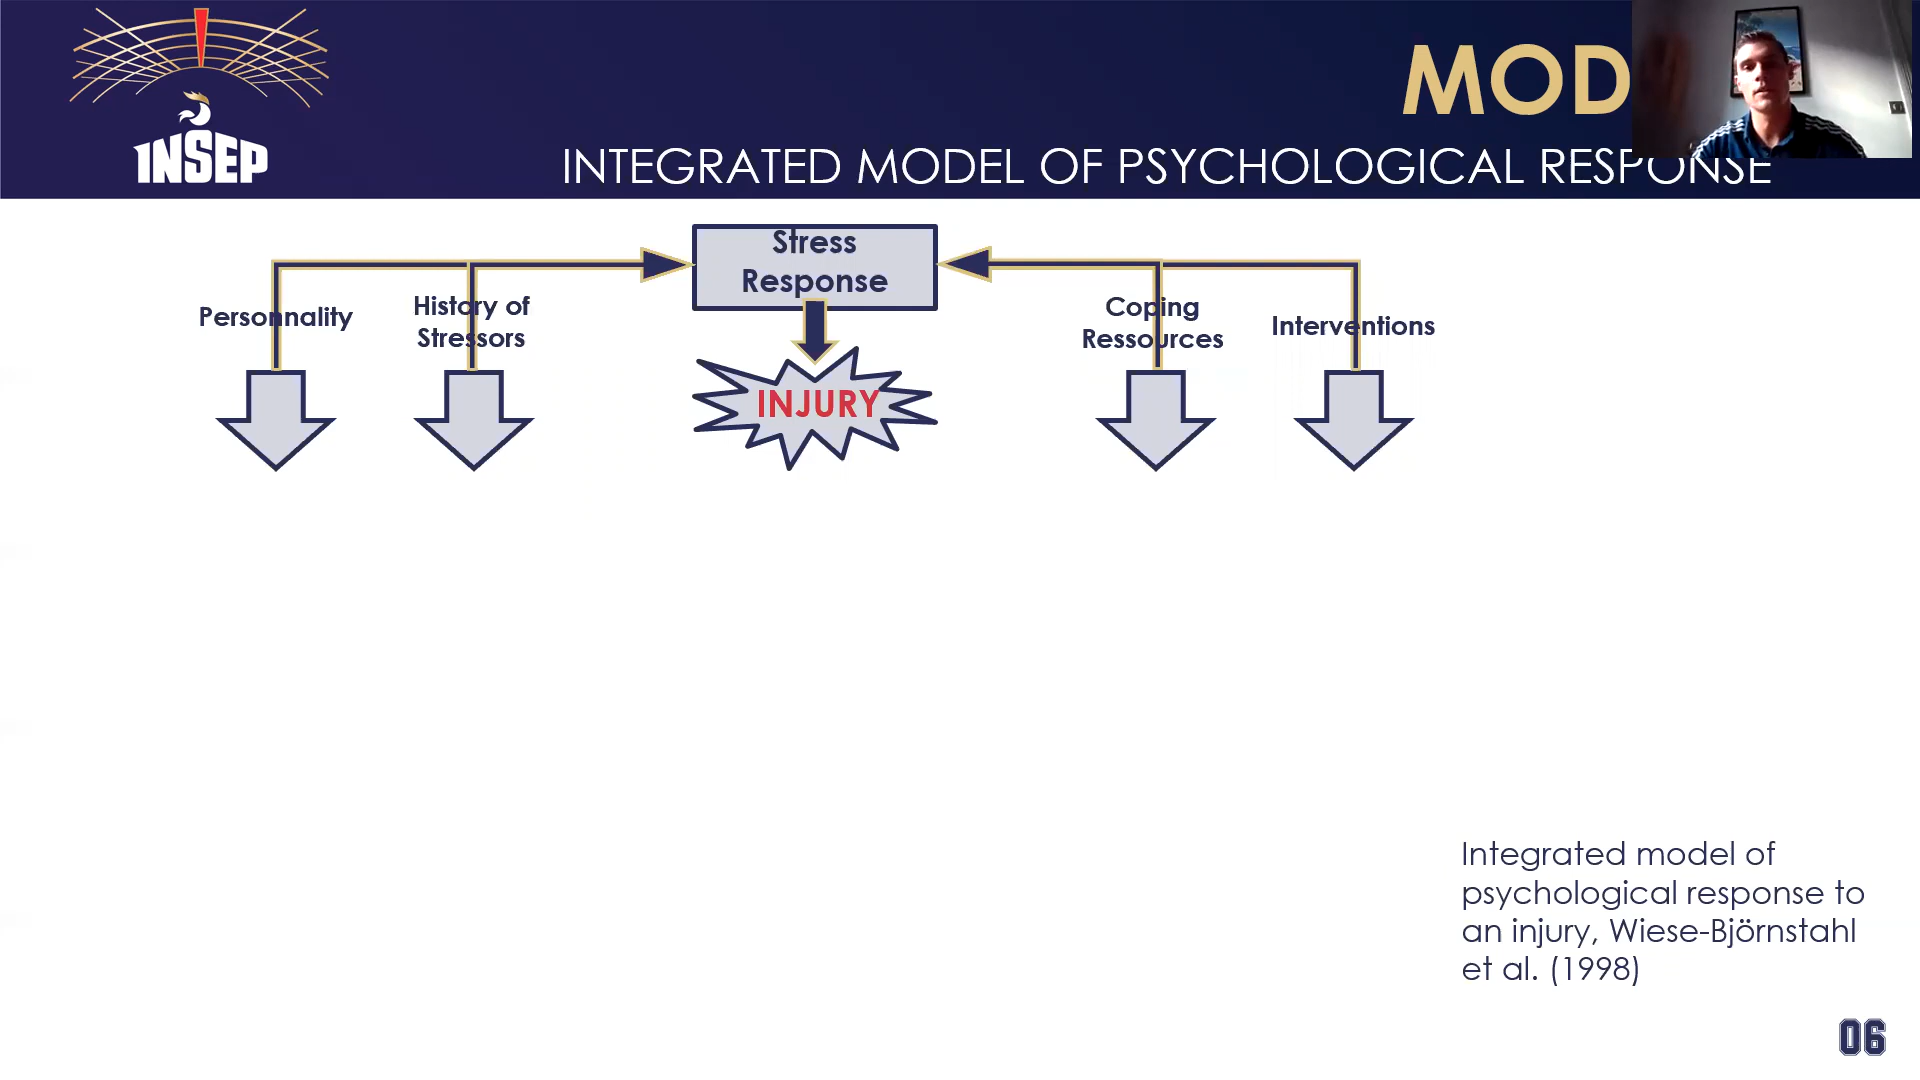 INSEP
MOD
INTEGRATED MODEL OF PSYCHOLOGICAL RESPONSE
Stress
Response
Personnality
History of
Stressors
Coping
Ressources
Interventions
INJURY
Integrated model of
psychological response to
an injury, Wiese-Björnstahl
et al. (1998)
06